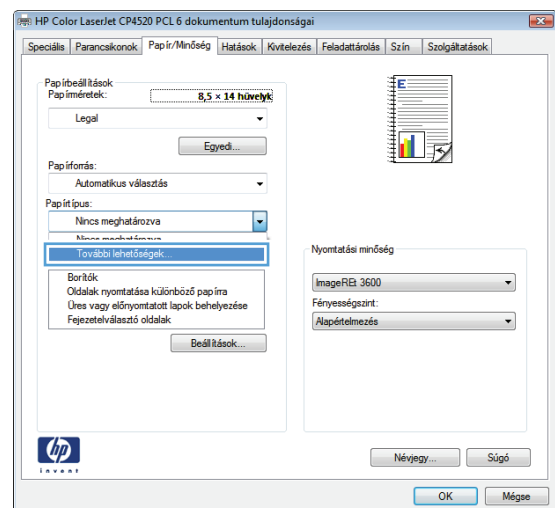 HP Color LaserJet CP4520 PCL 6 dokumentum tulajdonságai
Speciális Parancsikonok Papír/Minőség Hatások Kivitelezés Feladattárolás Szín Szolgáltatások
Papírbeállítások
Papírméretek: 8,5 × 14 hüvelyk
Legal
Egyedi...
Papírforrás:
Automatikus választás
Papírtípus:
Nincs meghatározva
Nincs meghatározva
További lehetőségek...
Borítók
Oldalak nyomtatása különböző papírra
Üres vagy előnyomtatott lapok behelyezése
Fejezetelválasztó oldalak
Beállítások...
Nyomtatási minőség
ImageREt 3600
Fényességszint:
Alapértelmezés
E
hp
invent
Névjegy... Súgó
OK Mégse